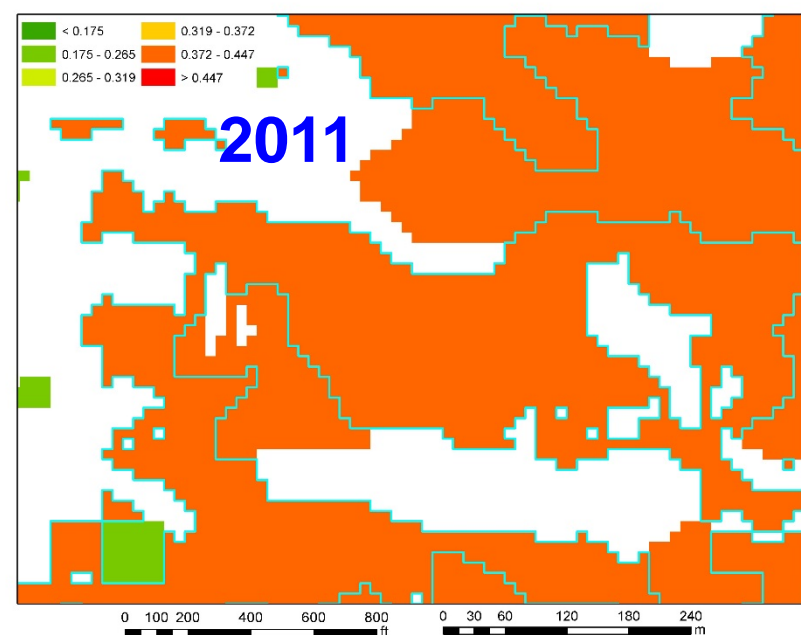 < 0.175 0.319 - 0.372
0.175 - 0.265 0.372 - 0.447
0.265 - 0.319 > 0.447
2011
0 100 200 400 600 800 ft
0 30 60 120 180 240 m